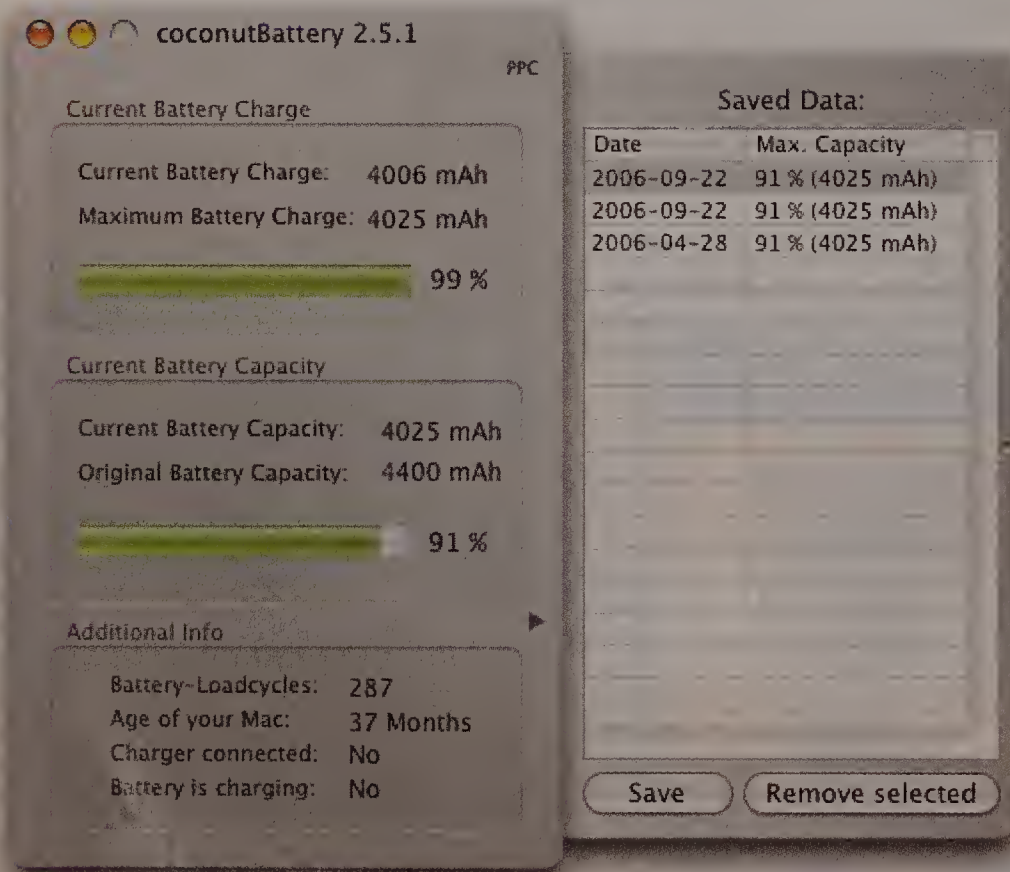 coconutBattery 2.5.1
PPC
Current Battery Charge
Current Battery Charge: 4006 mAh
Maximum Battery Charge: 4025 mAh
99 %
Current Battery Capacity
Current Battery Capacity: 4025 mAh
Original Battery Capacity: 4400 mAh
91 %
Additional Info
Battery-Loadcycles: 287
Age of your Mac: 37 Months
Charger connected: No
Battery is charging: No
Saved Data:
Date Max. Capacity
2006-09-22 91 % (4025 mAh)
2006-09-22 91 % (4025 mAh)
2006-04-28 91 % (4025 mAh)
Save Remove selected